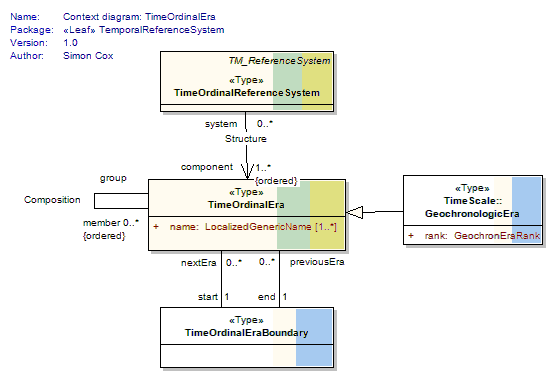 Name: Context diagram: TimeOrdinalEra
Package: «Leaf» TemporalReferenceSystem
Version: 1.0
Author: Simon Cox
TM_ReferenceSystem
«Type»
TimeOrdinalReferenceSystem
system 0..*
Structure
component 1..*
{ordered}
group
Composition
member 0..*
{ordered}
«Type»
TimeOrdinalEra
+ name: LocalizedGenericName [1..*]
«Type»
TimeScale::
GeochronologicEra
+ rank: GeochronEraRank
nextEra 0..* 0..* previousEra
start 1 end 1
«Type»
TimeOrdinalEraBoundary